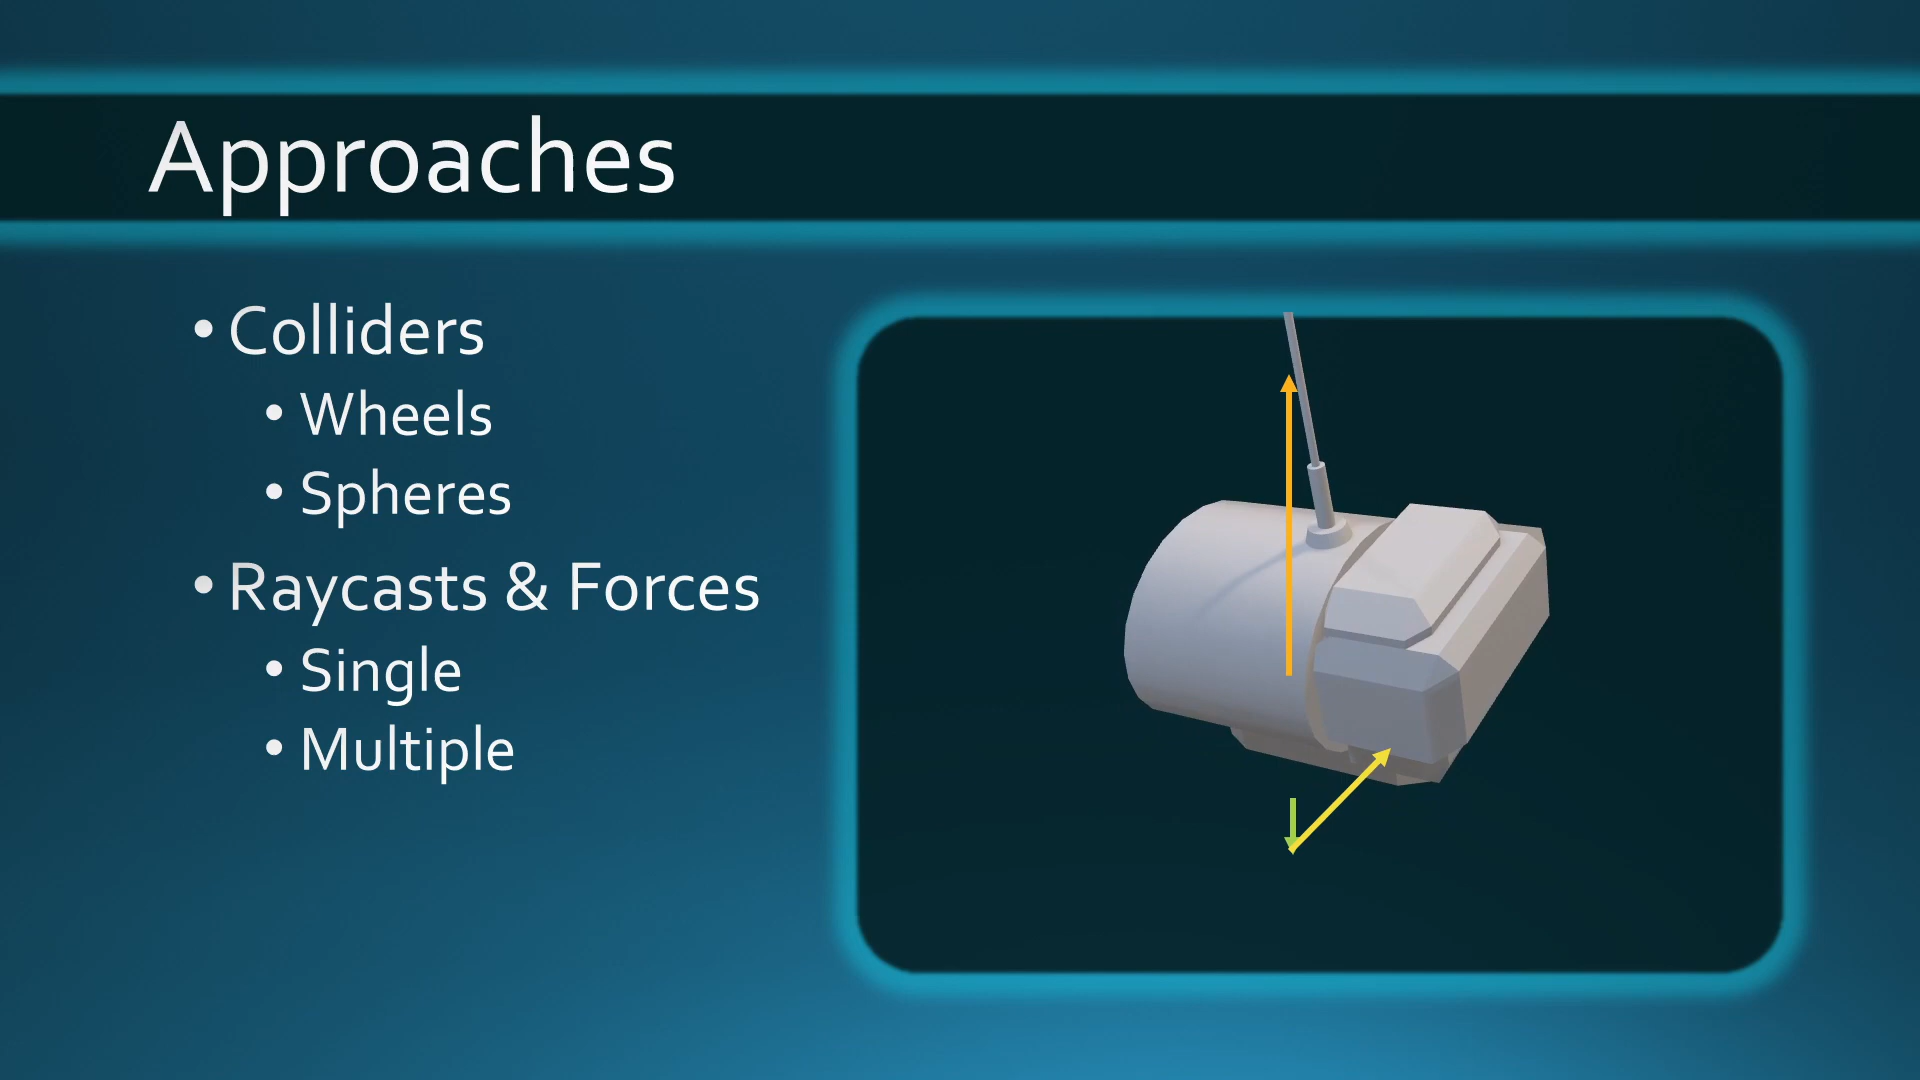 Approaches
• Colliders
• Wheels
• Spheres
• Raycasts & Forces
• Single
• Multiple